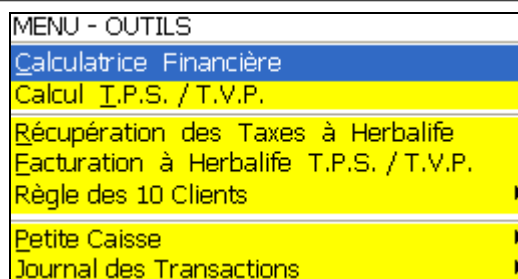 MENU - OUTILS
Calculatrice Financière
Calcul T.P.S. / T.V.P.
Récupération des Taxes à Herbalife
Facturation à Herbalife T.P.S. / T.V.P.
Règle des 10 Clients
Petite Caisse
Journal des Transactions